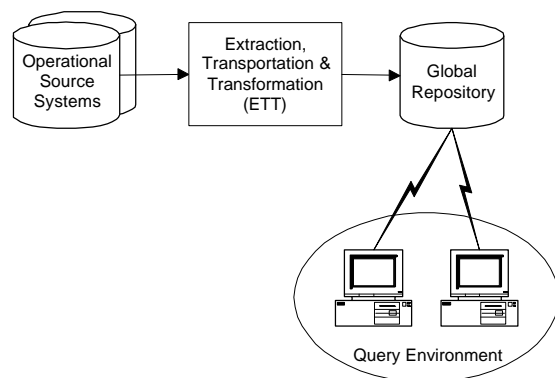 Operational
Source
Systems
Extraction,
Transportation &
Transformation
(ETT)
Global
Repository
Query Environment